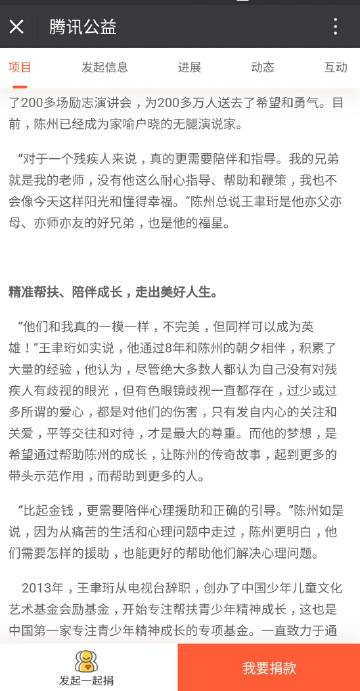 腾讯公益
项目 发起信息 进展 动态 互动
了200多场励志演讲会，为200多万人送去了希望和勇气。目
前，陈州已经成为家喻户晓的无腿演说家。
“对于一个残疾人来说，真的更需要陪伴和指导。我的兄弟
就是我的老师，没有他这么耐心指导、帮助和鞭策，我也不
会像今天这样阳光和懂得幸福。”陈州总说王聿珩是他亦父亦
母、亦师亦友的好兄弟，也是他的福星。
精准帮扶、陪伴成长，走出美好人生。
“他们和我真的一模一样，不完美，但同样可以成为英
雄！”王聿珩如实说，他通过8年和陈州的朝夕相伴，积累了
大量的经验，他认为，尽管绝大多数人都认为自己没有对残
疾人有歧视的眼光，但有色眼镜歧视一直都存在，过少或过
多所谓的爱心，都是对他们的伤害，只有发自内心的关注和
关爱，平等交往和对待，才是最大的尊重。而他的梦想，是
希望通过帮助陈州的成长，让陈州的传奇故事，起到更多的
带头示范作用，而帮助到更多的人。
“比起金钱，更需要陪伴心理援助和正确的引导。”陈州如是
说，因为从痛苦的生活和心理问题中走过，陈州更明白，他
们需要怎样的援助，也能更好的帮助他们解决心理问题。
2013年，王聿珩从电视台辞职，创办了中国少年儿童文化
艺术基金会励基金，开始专注帮扶青少年精神成长，这也是
中国第一家专注青少年精神成长的专项基金。一直致力于通
发起一起捐
我要捐款